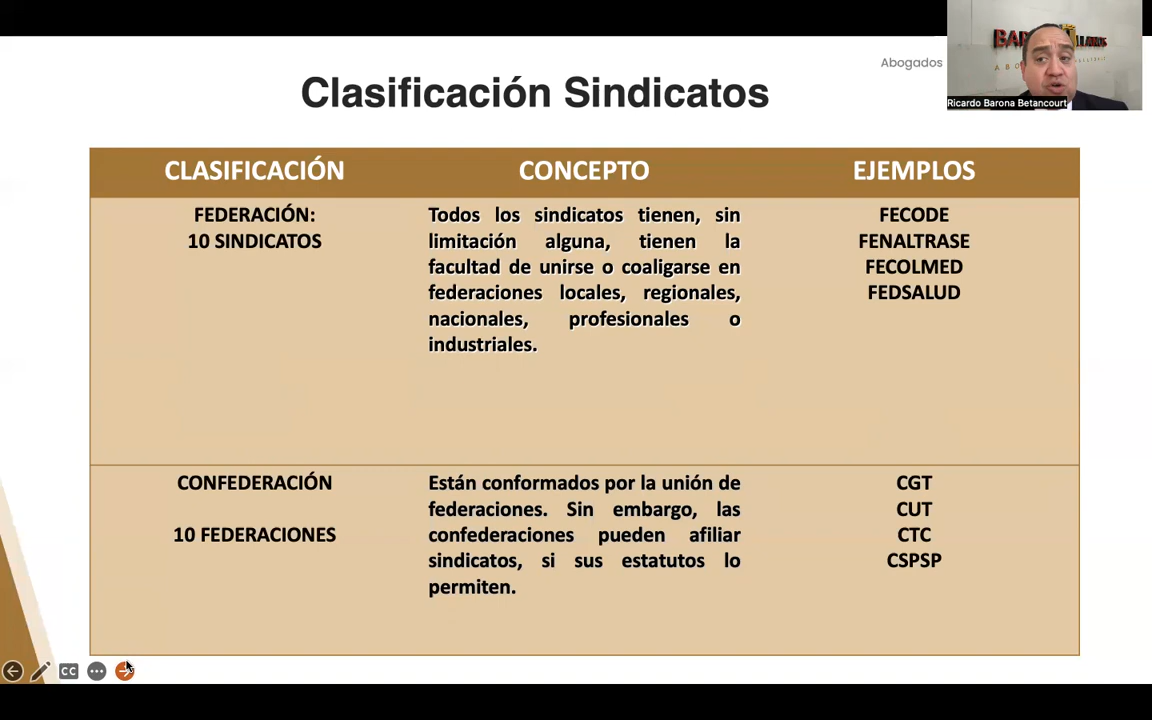 Abogados
Ricardo Barona Betancourt
Clasificación Sindicatos
CLASIFICACIÓN
CONCEPTO
EJEMPLOS
FEDERACIÓN:
10 SINDICATOS
Todos los sindicatos tienen, sin
limitación alguna, tienen la
facultad de unirse o coaligarse en
federaciones locales, regionales,
nacionales, profesionales o
industriales.
FECODE
FENALTRASE
FECOLMED
FEDSALUD
CONFEDERACIÓN
10 FEDERACIONES
Están conformados por la unión de
federaciones. Sin embargo, las
confederaciones pueden afiliar
sindicatos, si sus estatutos lo
permiten.
CGT
CUT
CTC
CSPSP
CC